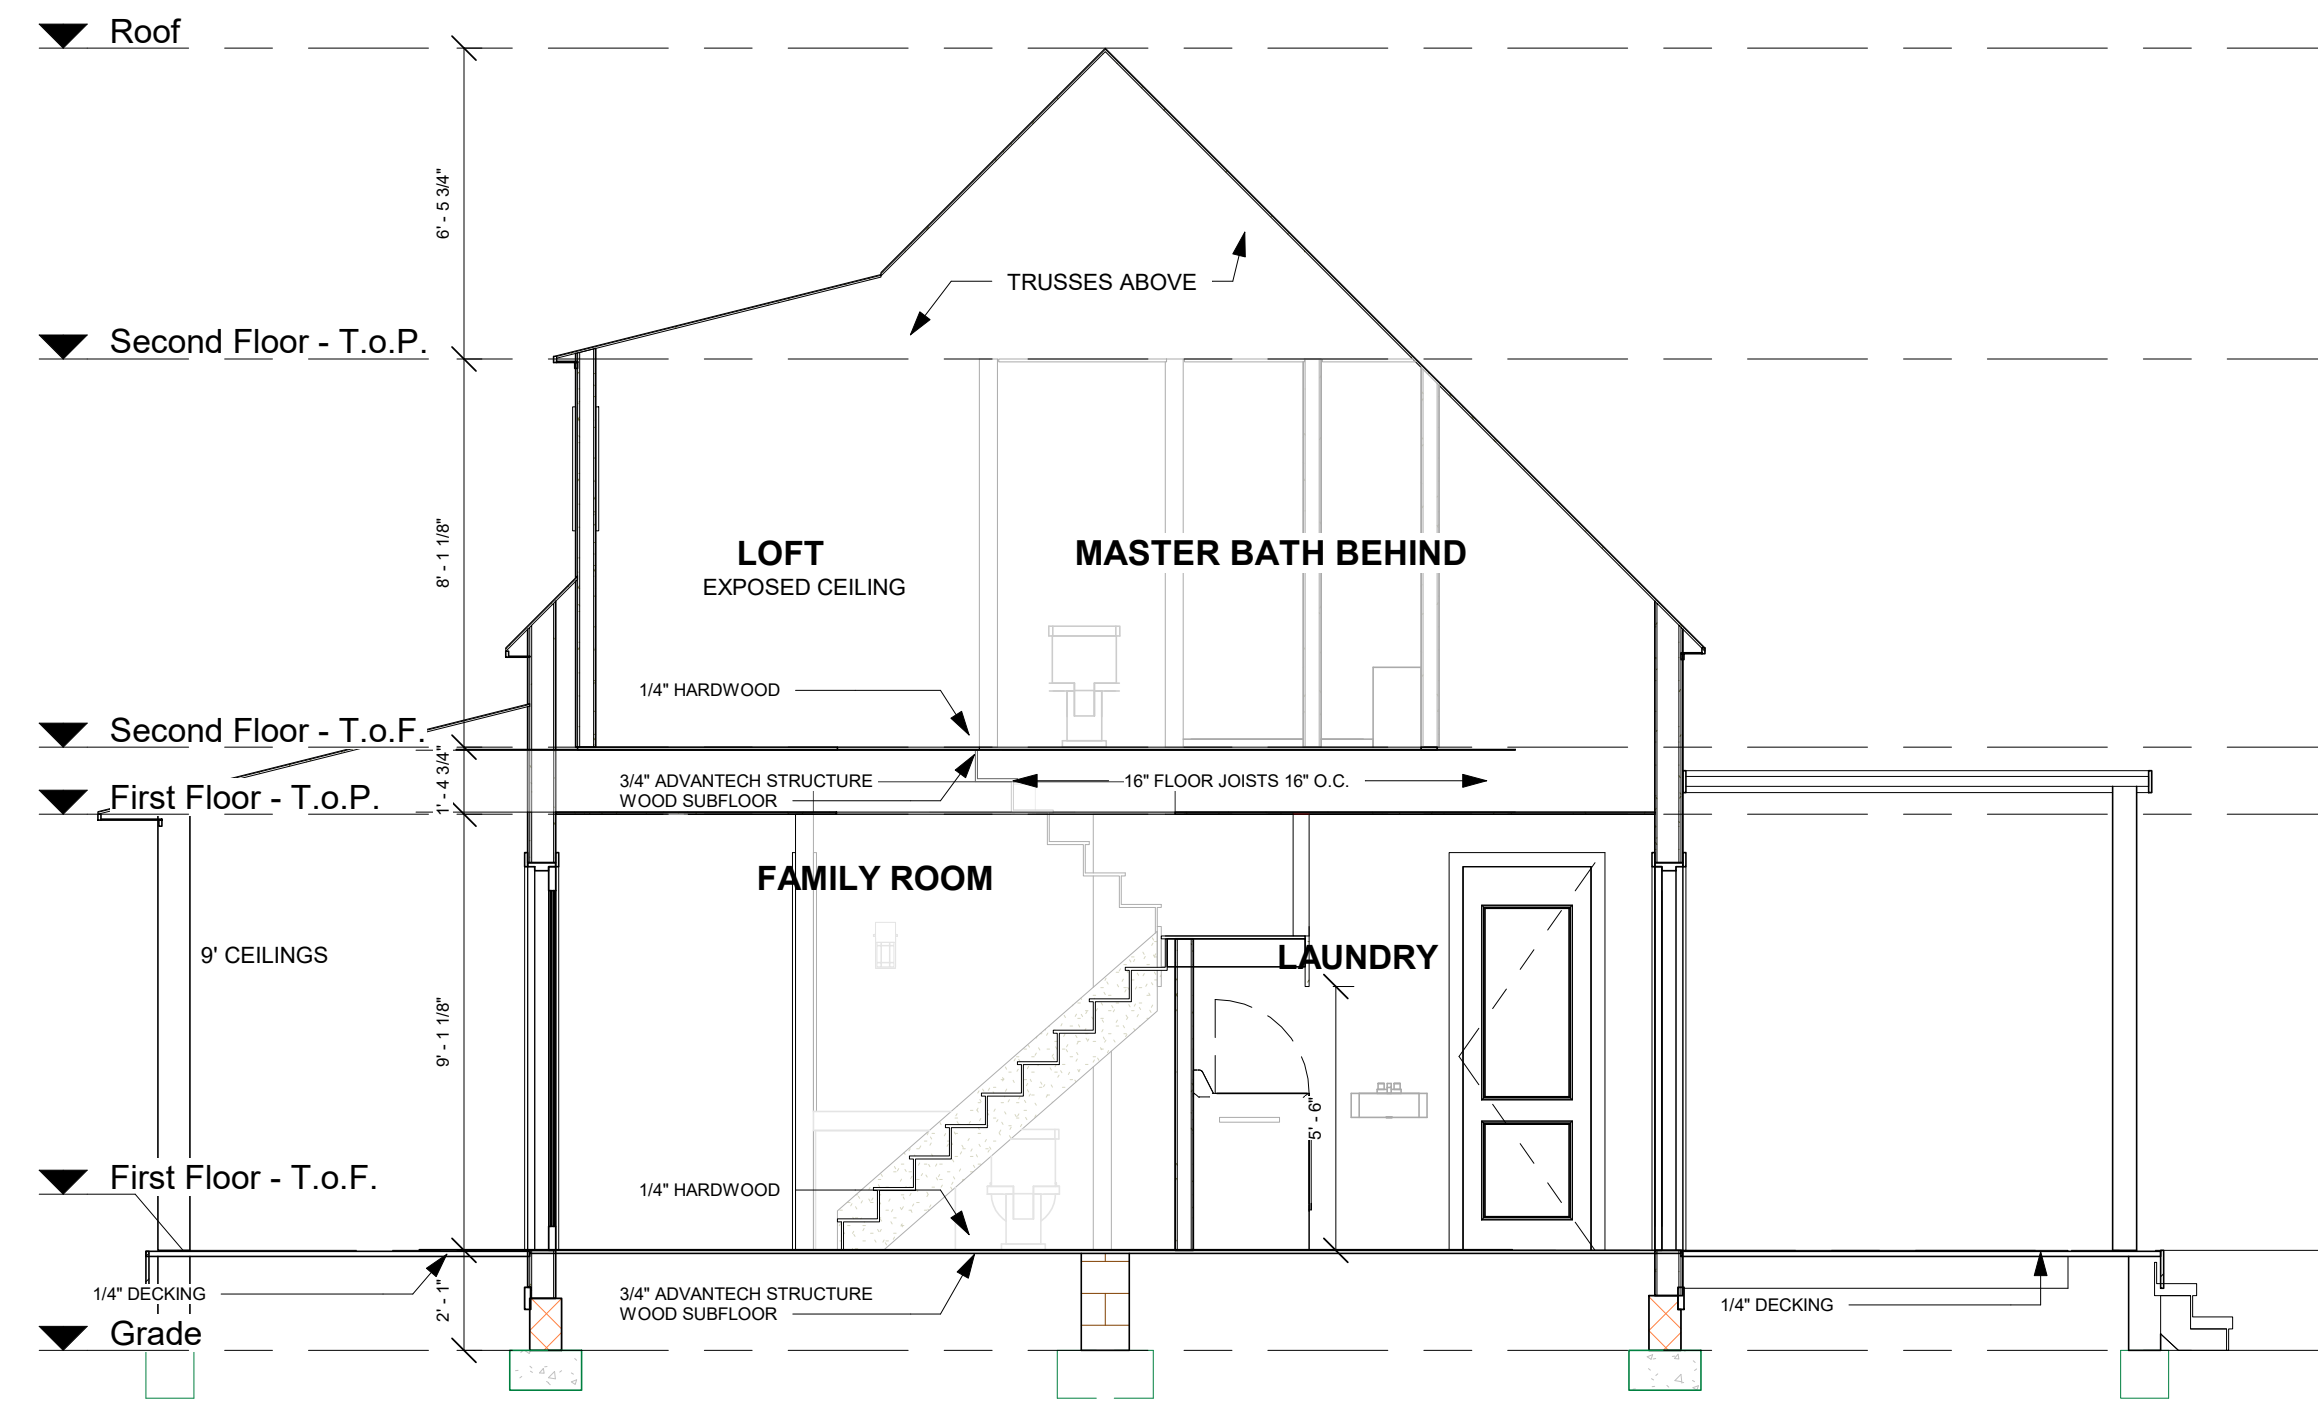 Roof
6' - 5 3/4"
TRUSSES ABOVE
Second Floor - T.o.P.
8' - 1 1/8"
LOFT
EXPOSED CEILING
MASTER BATH BEHIND
1/4" HARDWOOD
Second Floor - T.o.F.
1' - 4 3/4"
3/4" ADVANTECH STRUCTURE
WOOD SUBFLOOR
16" FLOOR JOISTS 16" O.C.
First Floor - T.o.P.
FAMILY ROOM
9' CEILINGS
LAUNDRY
9' - 1 1/8"
5' - 6"
First Floor - T.o.F.
1/4" HARDWOOD
1/4" DECKING
2' - 1"
3/4" ADVANTECH STRUCTURE
WOOD SUBFLOOR
1/4" DECKING
Grade